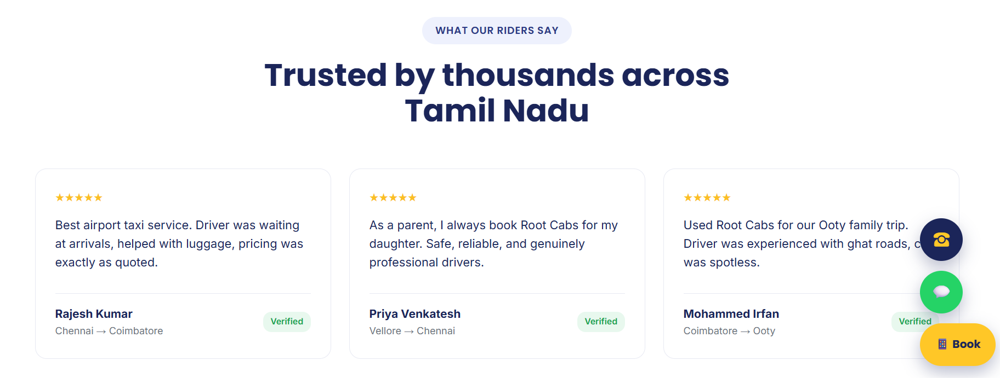 WHAT OUR RIDERS SAY
Trusted by thousands across
Tamil Nadu
★★★★★
Best airport taxi service. Driver was waiting
at arrivals, helped with luggage, pricing was
exactly as quoted.
Rajesh Kumar
Chennai → Coimbatore
Verified
★★★★★
As a parent, I always book Root Cabs for my
daughter. Safe, reliable, and genuinely
professional drivers.
Priya Venkatesh
Vellore → Chennai
Verified
★★★★★
Used Root Cabs for our Ooty family trip.
Driver was experienced with ghat roads,
was spotless.
Mohammed Irfan
Coimbatore → Ooty
Verified
Book